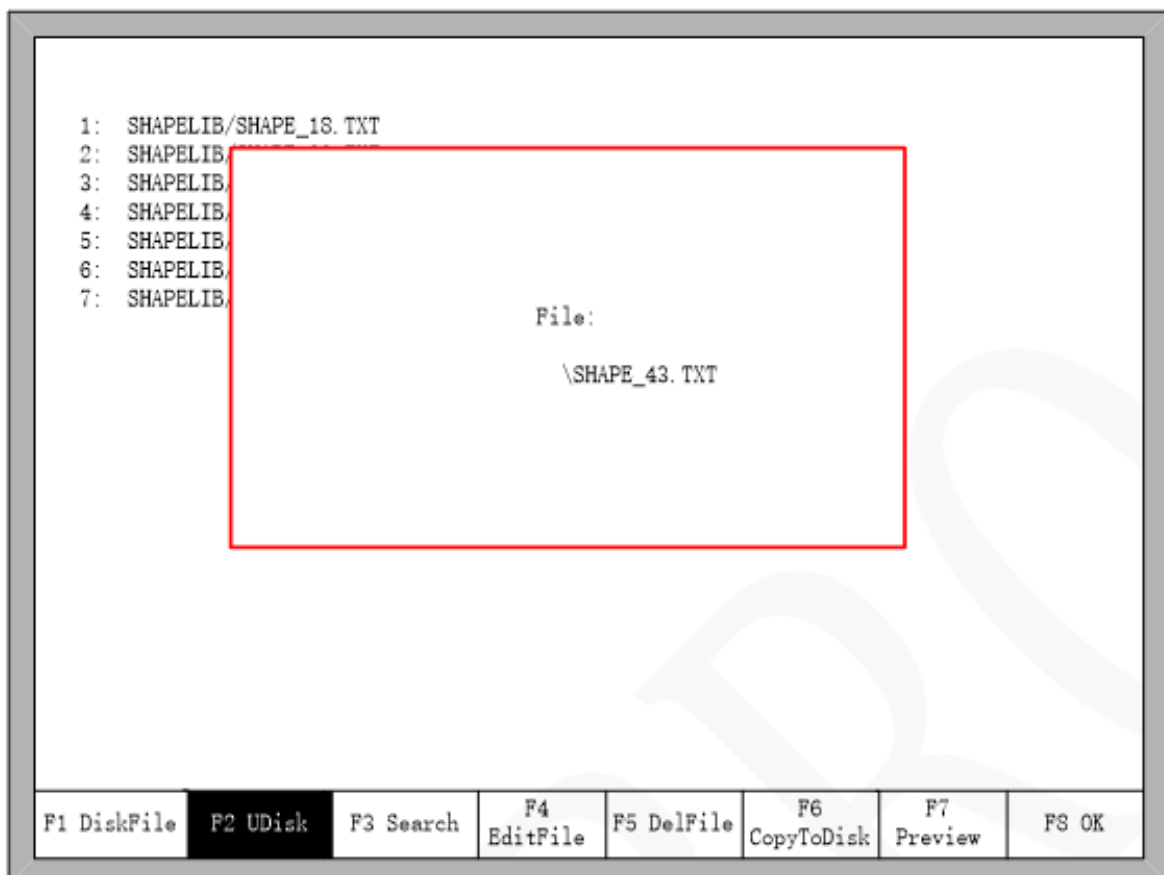 1: SHAPELIB/SHAPE_18.TXT
2: SHAPELIB/
3: SHAPELIB/
4: SHAPELIB/
5: SHAPELIB/
6: SHAPELIB/
7: SHAPELIB/
File:
\SHAPE_43.TXT
F1 DiskFile
F2 UDisk
F3 Search
F4
EditFile
F5 DelFile
F6
CopyToDisk
F7
Preview
F8 OK